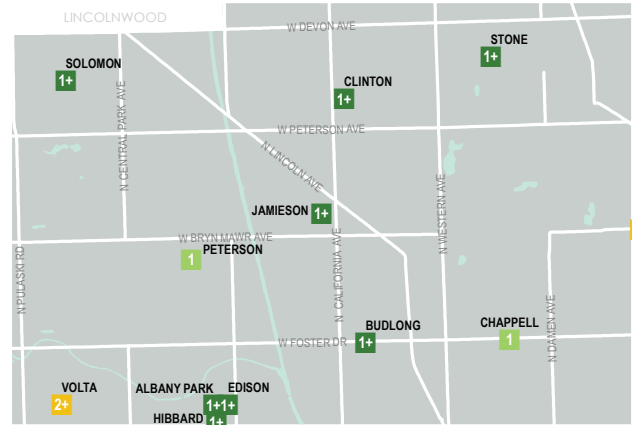 LINCOLNWOOD
W DEVON AVE
STONE
1+
SOLOMON
1+
CLINTON
1+
N CENTRAL PARK AVE
W PETERSON AVE
N LINCOLN AVE
N WESTERN AVE
JAMIESON 1+
W BRYN MAWR AVE
PETERSON
1
N PULASKI RD
N CALIFORNIA AVE
N DAMEN AVE
BUDLONG
1+
CHAPPELL
1
W FOSTER DR
VOLTA
2+
ALBANY PARK
EDISON
1+1+
HIBBARD 1+